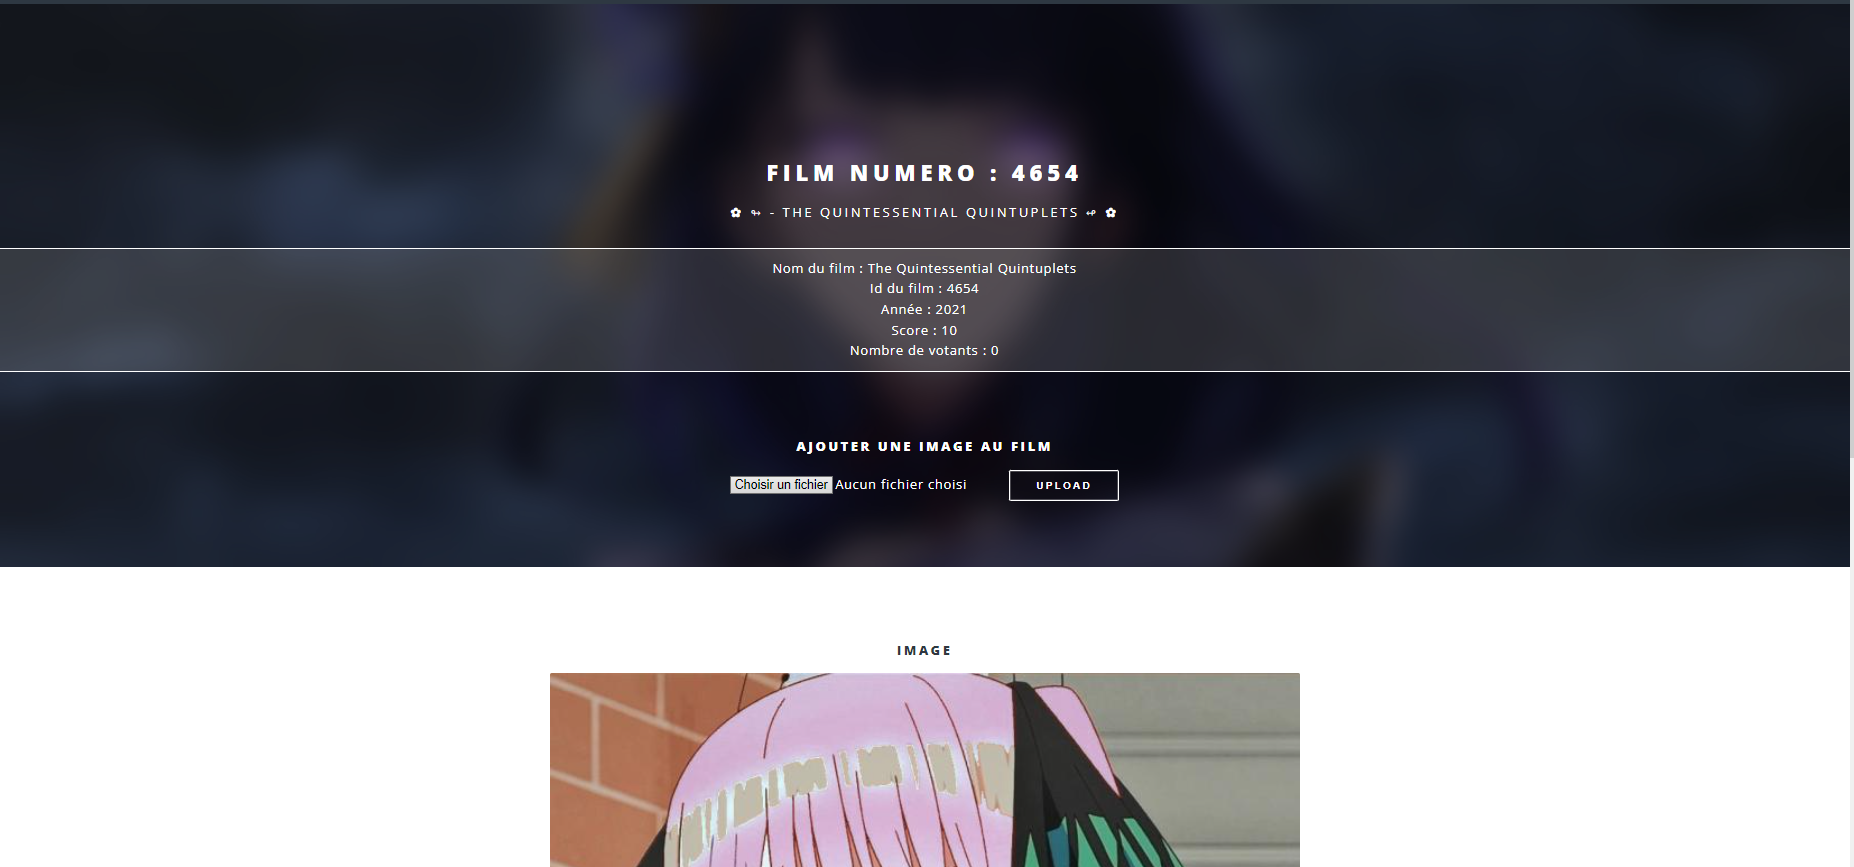 FILM NUMERO : 4654
✿ ↬ - THE QUINTESSENTIAL QUINTUPLETS ↫ ✿
Nom du film : The Quintessential Quintuplets
Id du film : 4654
Année : 2021
Score : 10
Nombre de votants : 0
AJOUTER UNE IMAGE AU FILM
Choisir un fichier Aucun fichier choisi UPLOAD
IMAGE